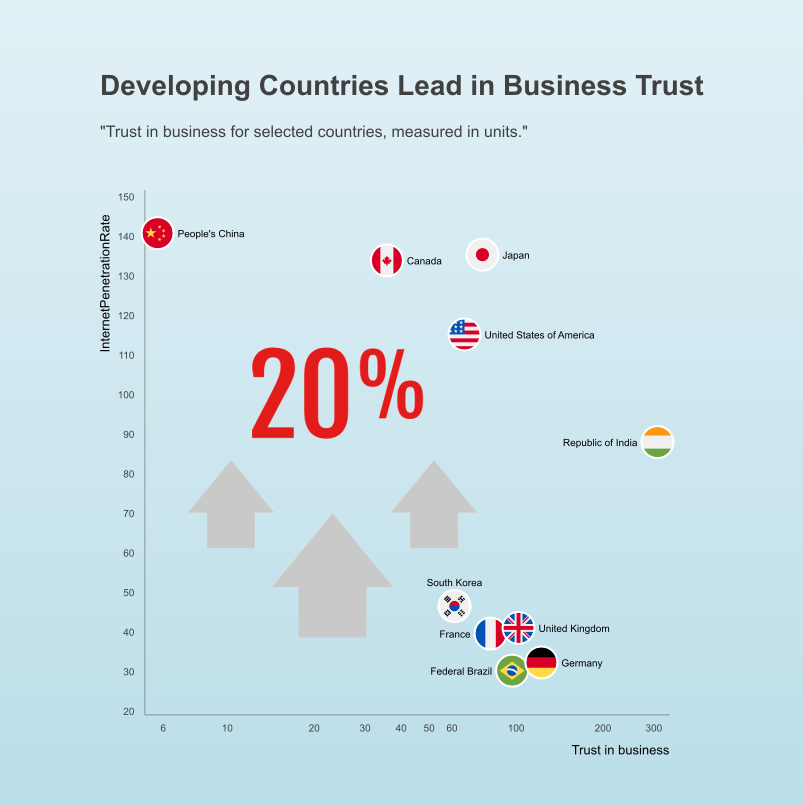 Developing Countries Lead in Business Trust
"Trust in business for selected countries, measured in units."
InternetPenetrationRate
150
140
130
120
110
100
90
80
70
60
50
40
30
20
People's China
Canada
Japan
United States of America
20%
Republic of India
South Korea
France
United Kingdom
Federal Brazil
Germany
6 10 20 30 40 50 60 100 200 300
Trust in business